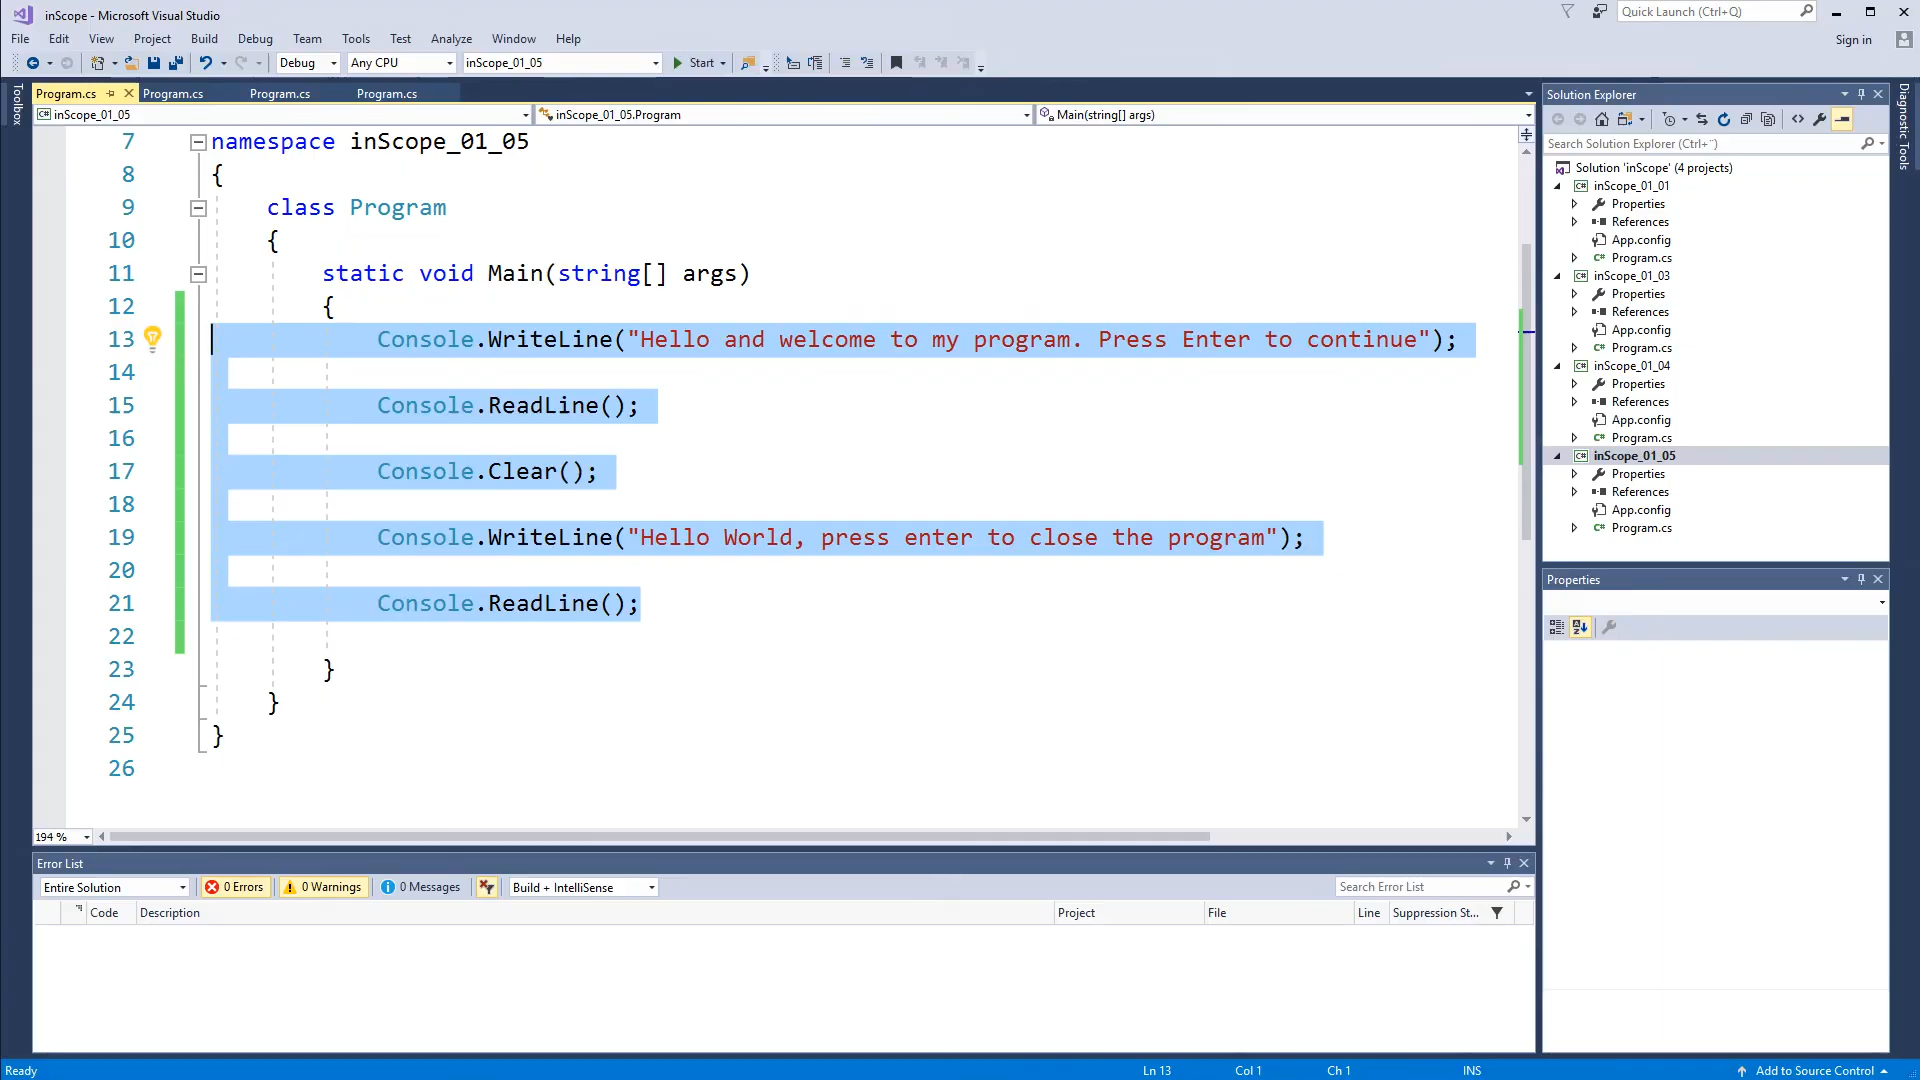 inScope - Microsoft Visual Studio
Quick Launch (Ctrl+Q)
File Edit View Project Build Debug Team Tools Test Analyze Window Help
Sign in
Debug Any CPU inScope_01_05 Start
Toolbox
Program.cs Program.cs Program.cs Program.cs
inScope_01_05 inScope_01_05.Program Main(string[] args)
7 namespace inScope_01_05
8 {
9 class Program
10 {
11 static void Main(string[] args)
12 {
13 Console.WriteLine("Hello and welcome to my program. Press Enter to continue");
14
15 Console.ReadLine();
16
17 Console.Clear();
18
19 Console.WriteLine("Hello World, press enter to close the program");
20
21 Console.ReadLine();
22
23 }
24 }
25 }
26
194 %
Error List
Entire Solution 0 Errors 0 Warnings 0 Messages Build + IntelliSense Search Error List
Code Description Project File Line Suppression St...
Solution Explorer
Search Solution Explorer (Ctrl+¨)
Solution 'inScope' (4 projects)
C# inScope_01_01
Properties
References
App.config
C# Program.cs
C# inScope_01_03
Properties
References
App.config
C# Program.cs
C# inScope_01_04
Properties
References
App.config
C# Program.cs
C# inScope_01_05
Properties
References
App.config
C# Program.cs
Properties
Diagnostic Tools
Ready Ln 13 Col 1 Ch 1 INS Add to Source Control